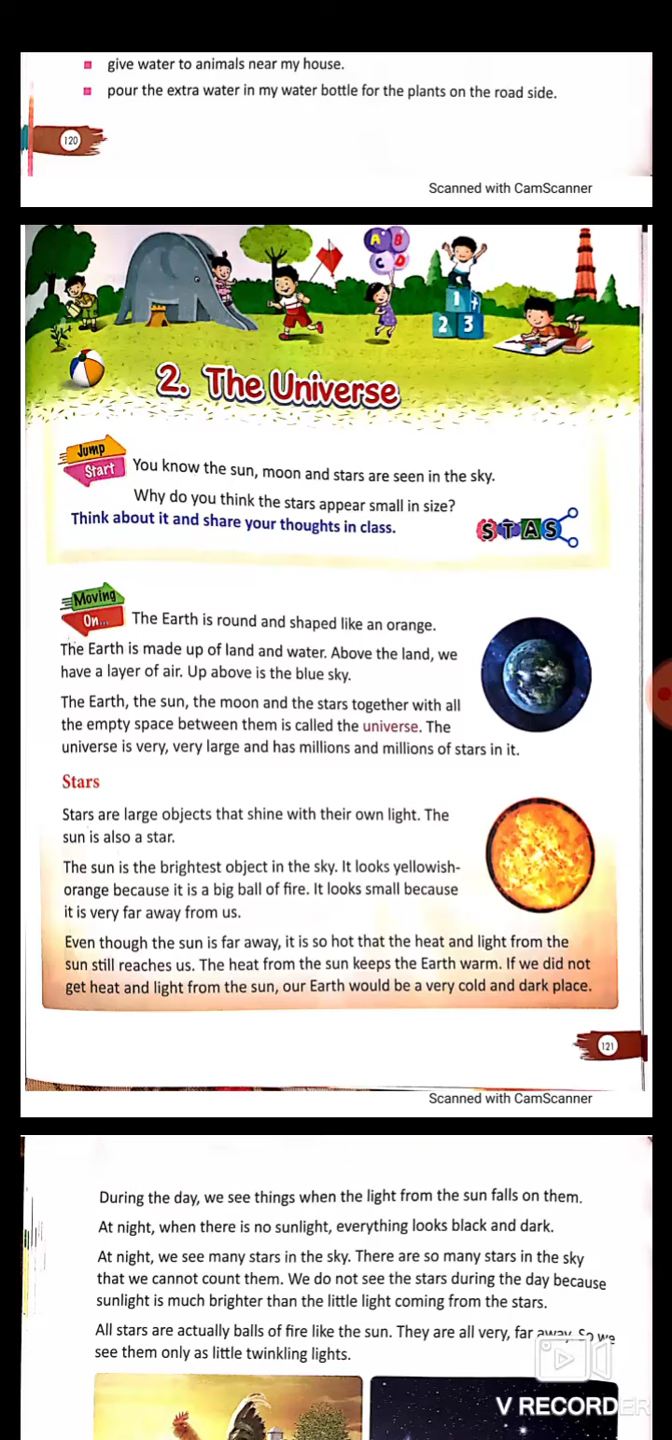 give water to animals near my house.
pour the extra water in my water bottle for the plants on the road side.
120
Scanned with CamScanner
A B
C D
1 +
2 3
2. The Universe
Jump
Start
You know the sun, moon and stars are seen in the sky.
Why do you think the stars appear small in size?
Think about it and share your thoughts in class.
STAS
Moving
On...
The Earth is round and shaped like an orange.
The Earth is made up of land and water. Above the land, we
have a layer of air. Up above is the blue sky.
The Earth, the sun, the moon and the stars together with all
the empty space between them is called the universe. The
universe is very, very large and has millions and millions of stars in it.
Stars
Stars are large objects that shine with their own light. The
sun is also a star.
The sun is the brightest object in the sky. It looks yellowish-
orange because it is a big ball of fire. It looks small because
it is very far away from us.
Even though the sun is far away, it is so hot that the heat and light from the
sun still reaches us. The heat from the sun keeps the Earth warm. If we did not
get heat and light from the sun, our Earth would be a very cold and dark place.
121
Scanned with CamScanner
During the day, we see things when the light from the sun falls on them.
At night, when there is no sunlight, everything looks black and dark.
At night, we see many stars in the sky. There are so many stars in the sky
that we cannot count them. We do not see the stars during the day because
sunlight is much brighter than the little light coming from the stars.
All stars are actually balls of fire like the sun. They are all very, far away. So we
see them only as little twinkling lights.
V RECORDER